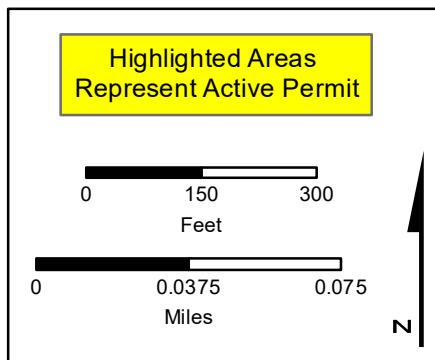 Highlighted Areas
Represent Active Permit
0 150 300
Feet
0 0.0375 0.075
Miles
N